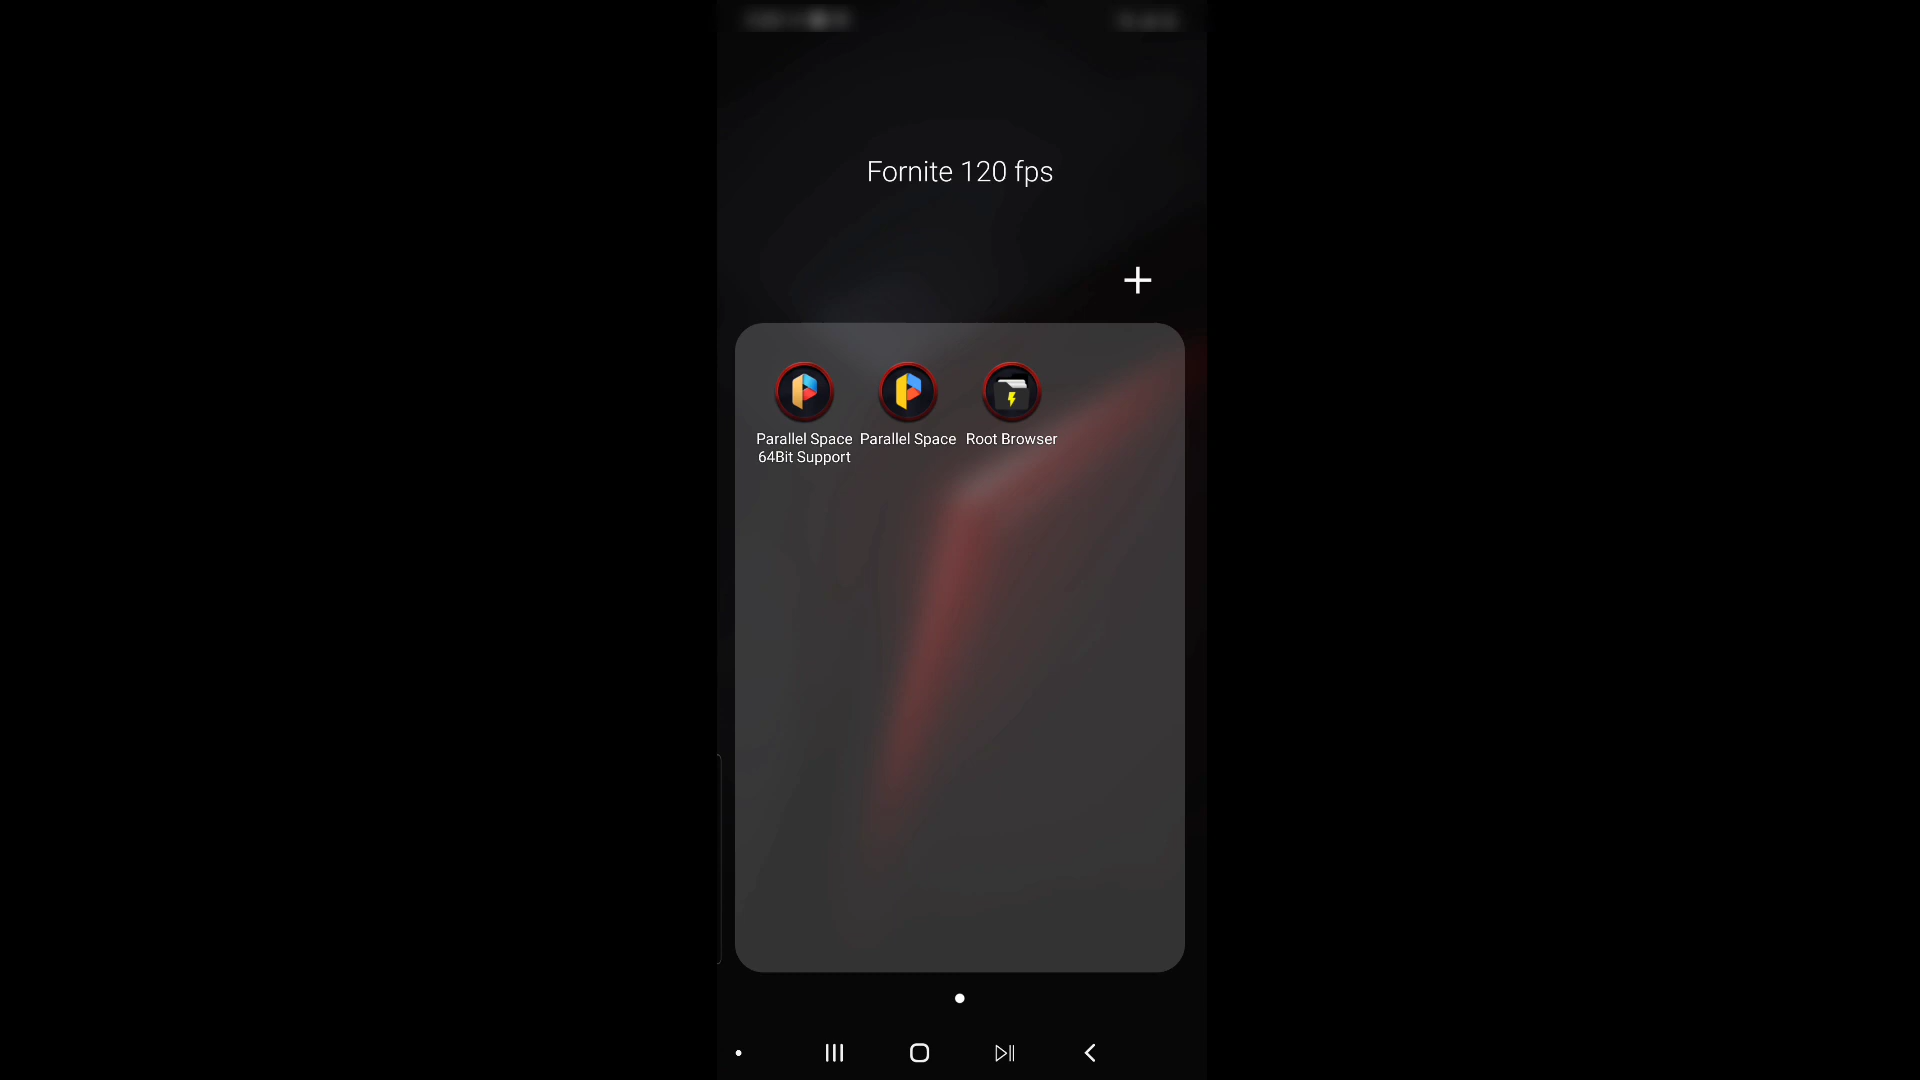 Fornite 120 fps
Parallel Space Parallel Space Root Browser
64Bit Support